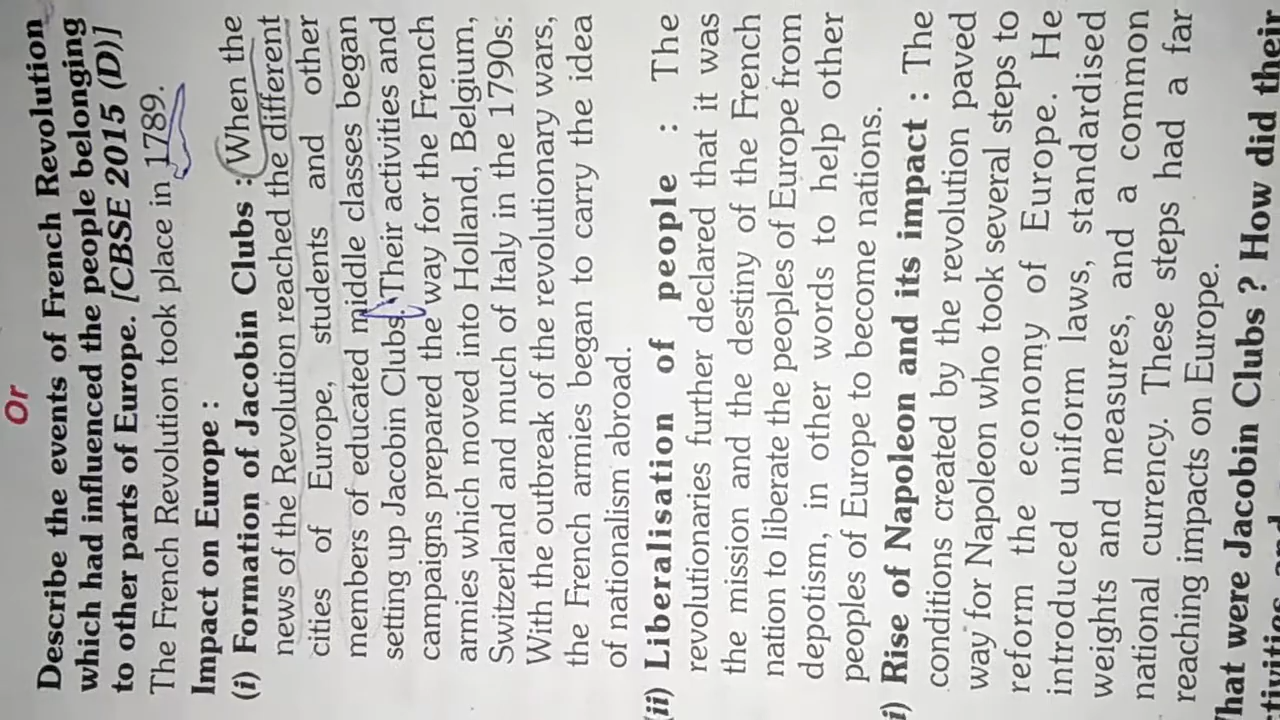 Or
Describe the events of French Revolution
which had influenced the people belonging
to other parts of Europe. [CBSE 2015 (D)]
The French Revolution took place in 1789.
Impact on Europe :
(i) Formation of Jacobin Clubs : When the
news of the Revolution reached the different
cities of Europe, students and other
members of educated middle classes began
setting up Jacobin Clubs. Their activities and
campaigns prepared the way for the French
armies which moved into Holland, Belgium,
Switzerland and much of Italy in the 1790s.
With the outbreak of the revolutionary wars,
the French armies began to carry the idea
of nationalism abroad.
(ii) Liberalisation of people : The
revolutionaries further declared that it was
the mission and the destiny of the French
nation to liberate the peoples of Europe from
depotism, in other words to help other
peoples of Europe to become nations.
i) Rise of Napoleon and its impact : The
conditions created by the revolution paved
way for Napoleon who took several steps to
reform the economy of Europe. He
introduced uniform laws, standardised
weights and measures, and a common
national currency. These steps had a far
reaching impacts on Europe.
hat were Jacobin Clubs ? How did their